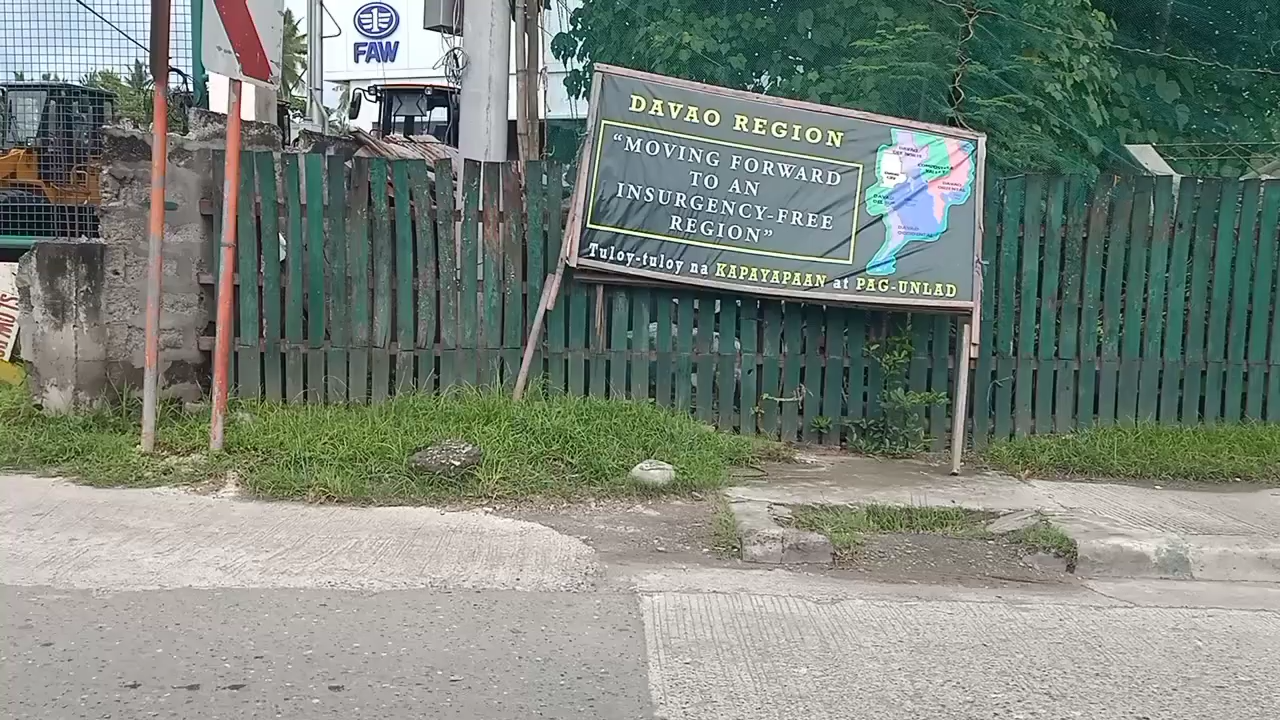 FAW
DAVAO REGION
“MOVING FORWARD
TO AN
INSURGENCY-FREE
REGION”
Tuloy-tuloy na KAPAYAPAAN at PAG-UNLAD